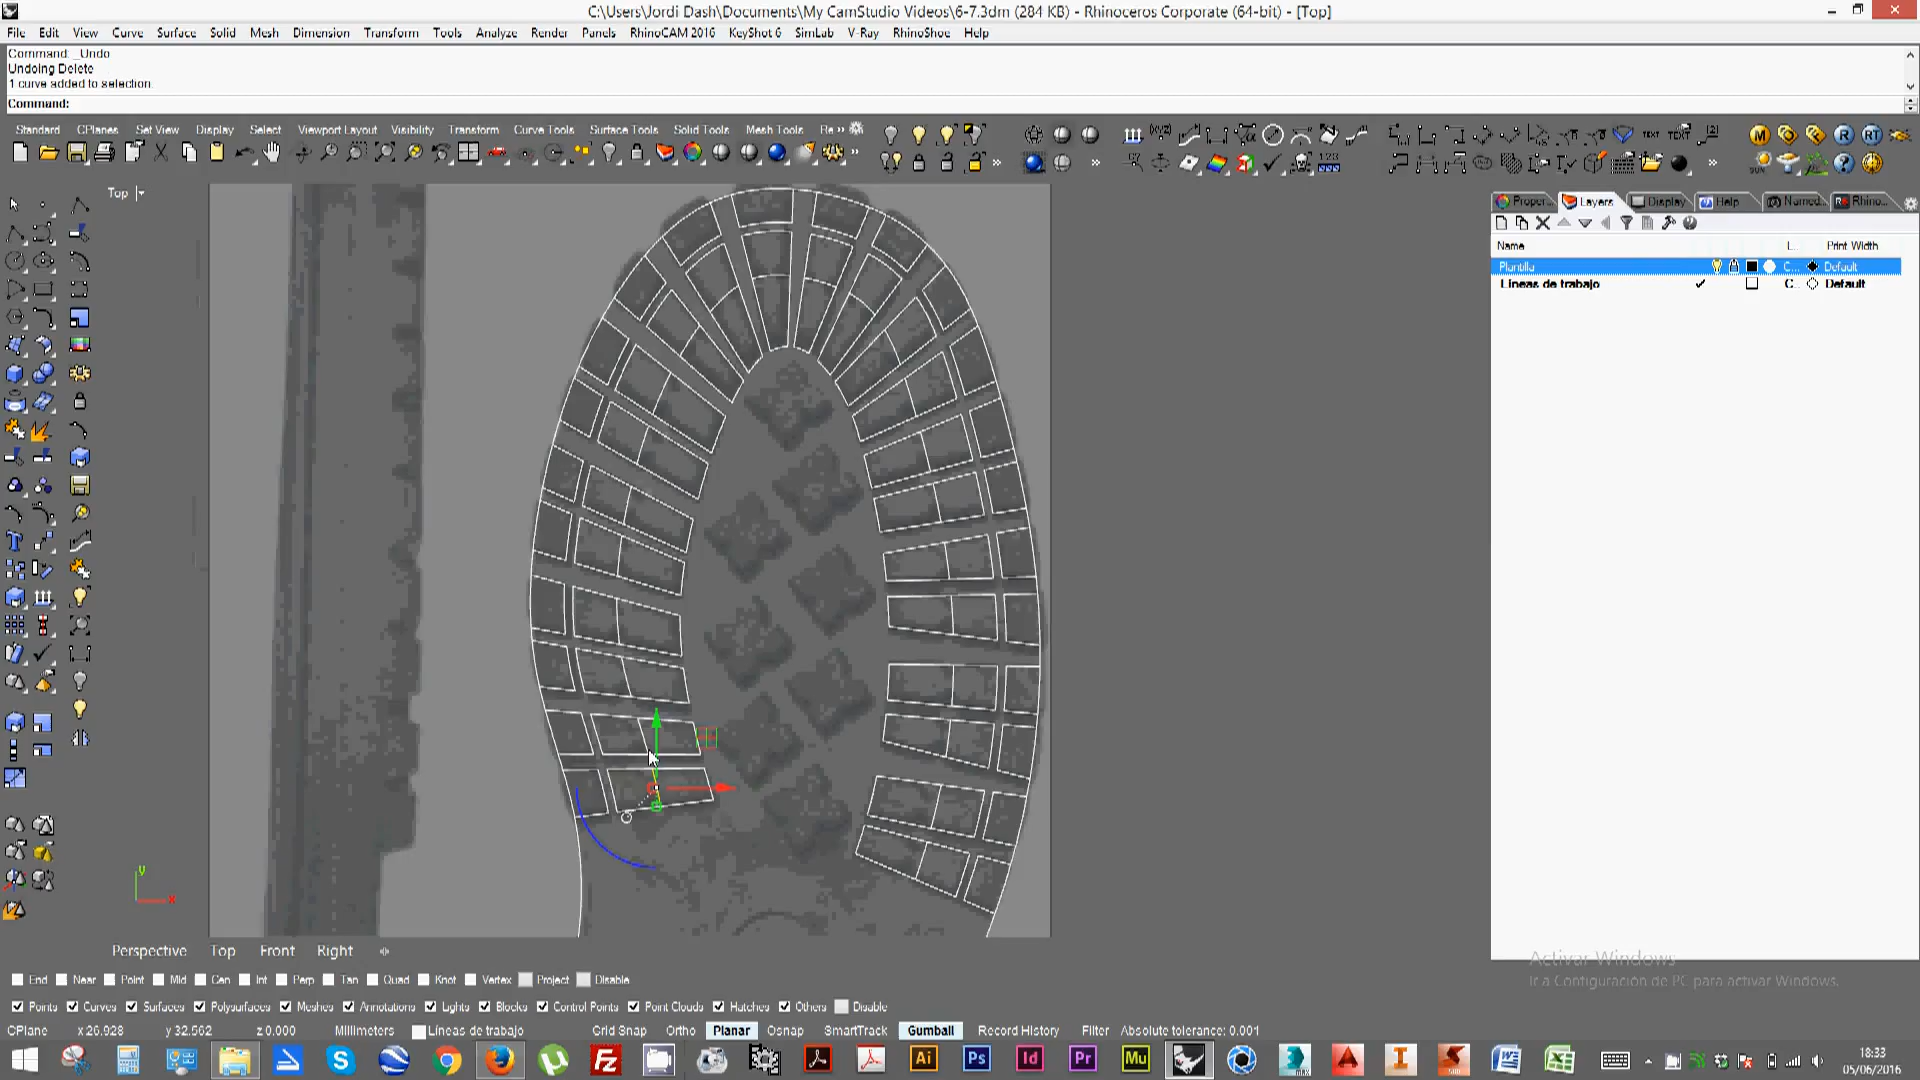 C:\Users\Jordi Dash\Documents\My CamStudio Videos\6-7.3dm (284 KB) - Rhinoceros Corporate (64-bit) - [Top]
File Edit View Curve Surface Solid Mesh Dimension Transform Tools Analyze Render Panels RhinoCAM 2016 KeyShot 6 SimLab V-Ray RhinoShoe Help
Command: _Undo
Undoing Delete
1 curve added to selection.
Command:
Standard CPlanes Set View Display Select Viewport Layout Visibility Transform Curve Tools Surface Tools Solid Tools Mesh Tools Re
Top
Proper... Layers Display Help Named... Rhino...
Name L... Print Width
Plantilla C... Default
Líneas de trabajo C... Default
y
x
Perspective Top Front Right
Activar Windows
Ir a Configuración de PC para activar Windows.
End Near Point Mid Cen Int Perp Tan Quad Knot Vertex Project Disable
Points Curves Surfaces Polysurfaces Meshes Annotations Lights Blocks Control Points Point Clouds Hatches Others Disable
CPlane x 26.928 y 32.562 z 0.000 Millimeters Líneas de trabajo Grid Snap Ortho Planar Osnap SmartTrack Gumball Record History Filter Absolute tolerance: 0.001
18:33
05/06/2016